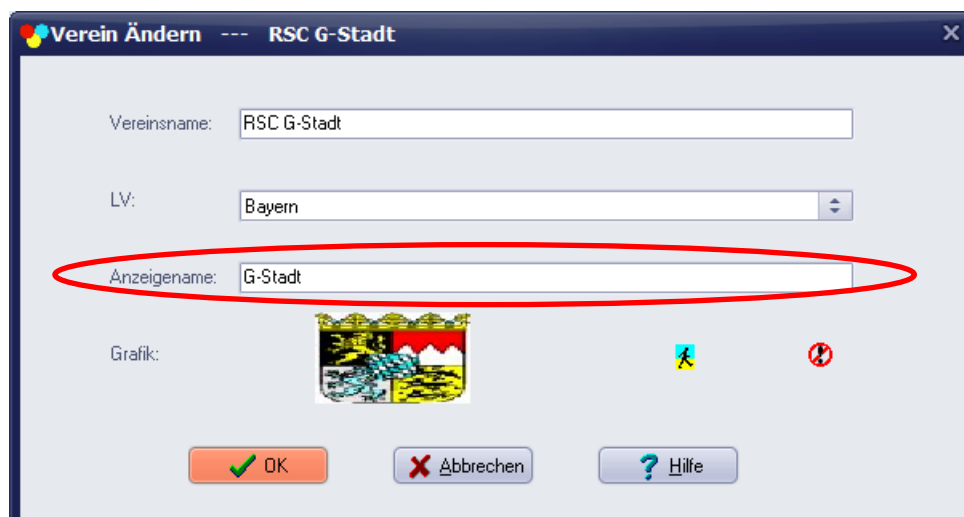 Verein Ändern --- RSC G-Stadt
Vereinsname: RSC G-Stadt
LV: Bayern
Anzeigename: G-Stadt
Grafik:
OK Abbrechen Hilfe